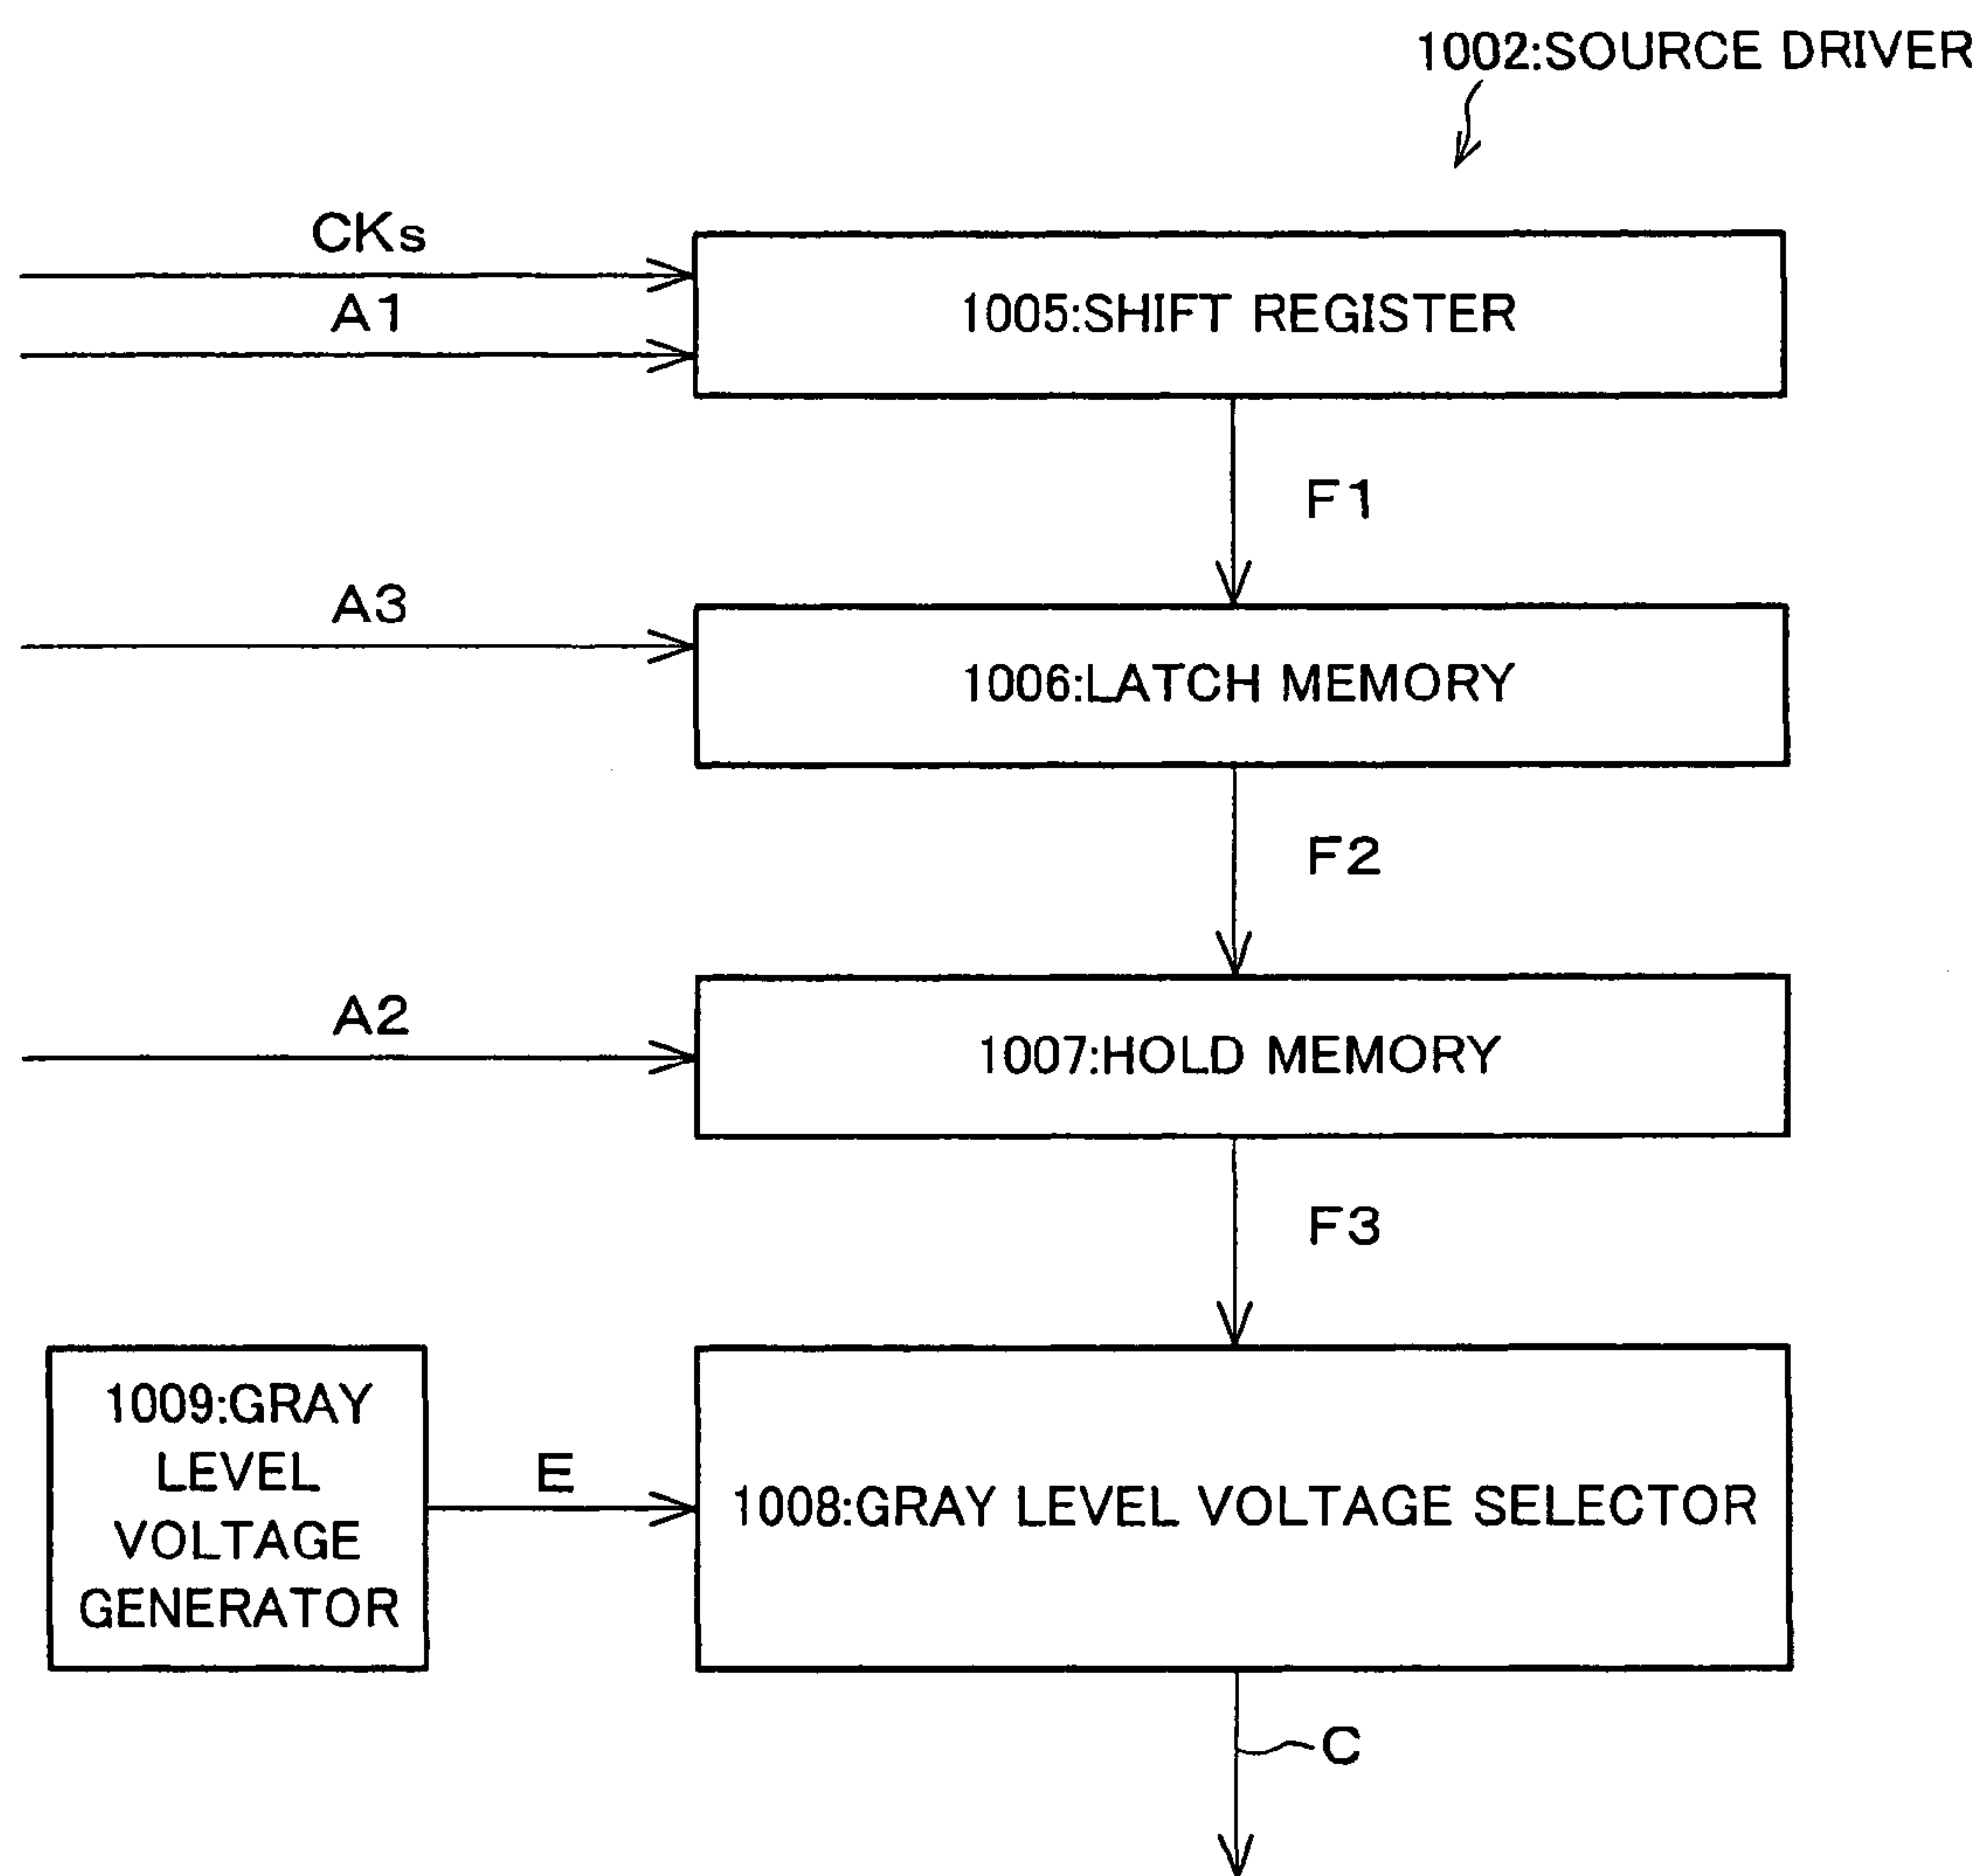 1002:SOURCE DRIVER
CKs
A1
1005:SHIFT REGISTER
F1
A3
1006:LATCH MEMORY
F2
A2
1007:HOLD MEMORY
F3
1009:GRAY
LEVEL
VOLTAGE
GENERATOR
E
1008:GRAY LEVEL VOLTAGE SELECTOR
C